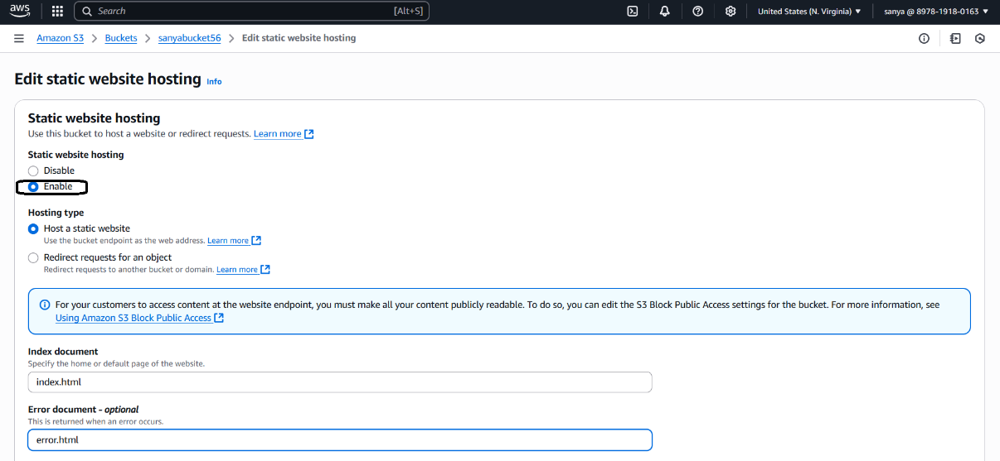 aws
Search [Alt+S] United States (N. Virginia) sanya @ 8978-1918-0163
Amazon S3 > Buckets > sanyabucket56 > Edit static website hosting
Edit static website hosting Info
Static website hosting
Use this bucket to host a website or redirect requests. Learn more
Static website hosting
Disable
Enable
Hosting type
Host a static website
Use the bucket endpoint as the web address. Learn more
Redirect requests for an object
Redirect requests to another bucket or domain. Learn more
For your customers to access content at the website endpoint, you must make all your content publicly readable. To do so, you can edit the S3 Block Public Access settings for the bucket. For more information, see
Using Amazon S3 Block Public Access
Index document
Specify the home or default page of the website.
index.html
Error document - optional
This is returned when an error occurs.
error.html